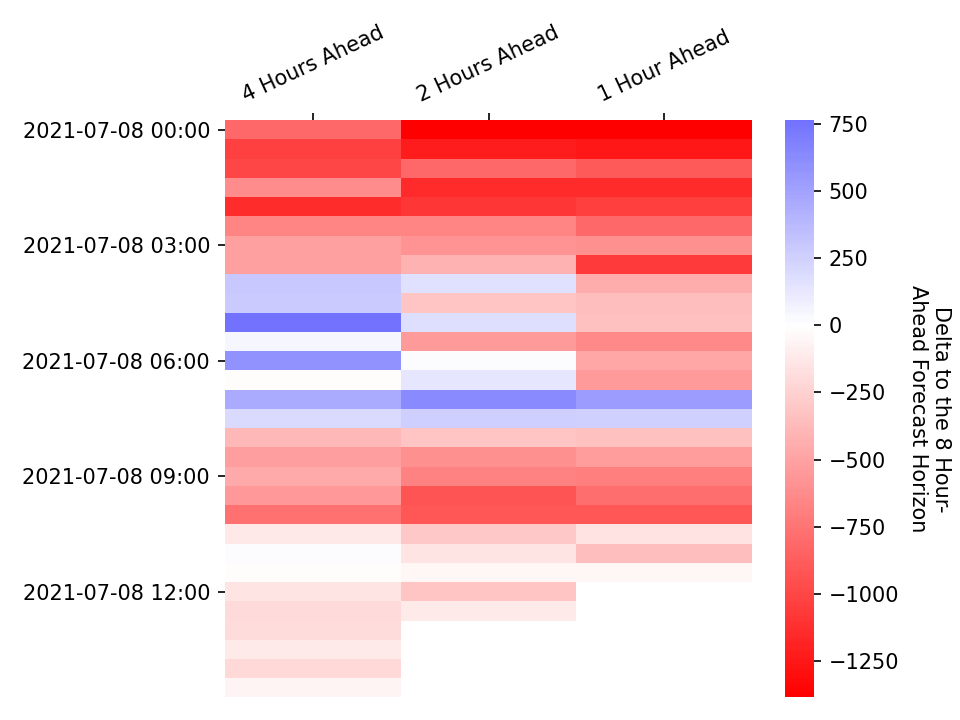 4 Hours Ahead
2 Hours Ahead
1 Hour Ahead
2021-07-08 00:00
2021-07-08 03:00
2021-07-08 06:00
2021-07-08 09:00
2021-07-08 12:00
750
500
250
0
−250
−500
−750
−1000
−1250
Delta to the 8 Hour-
Ahead Forecast Horizon